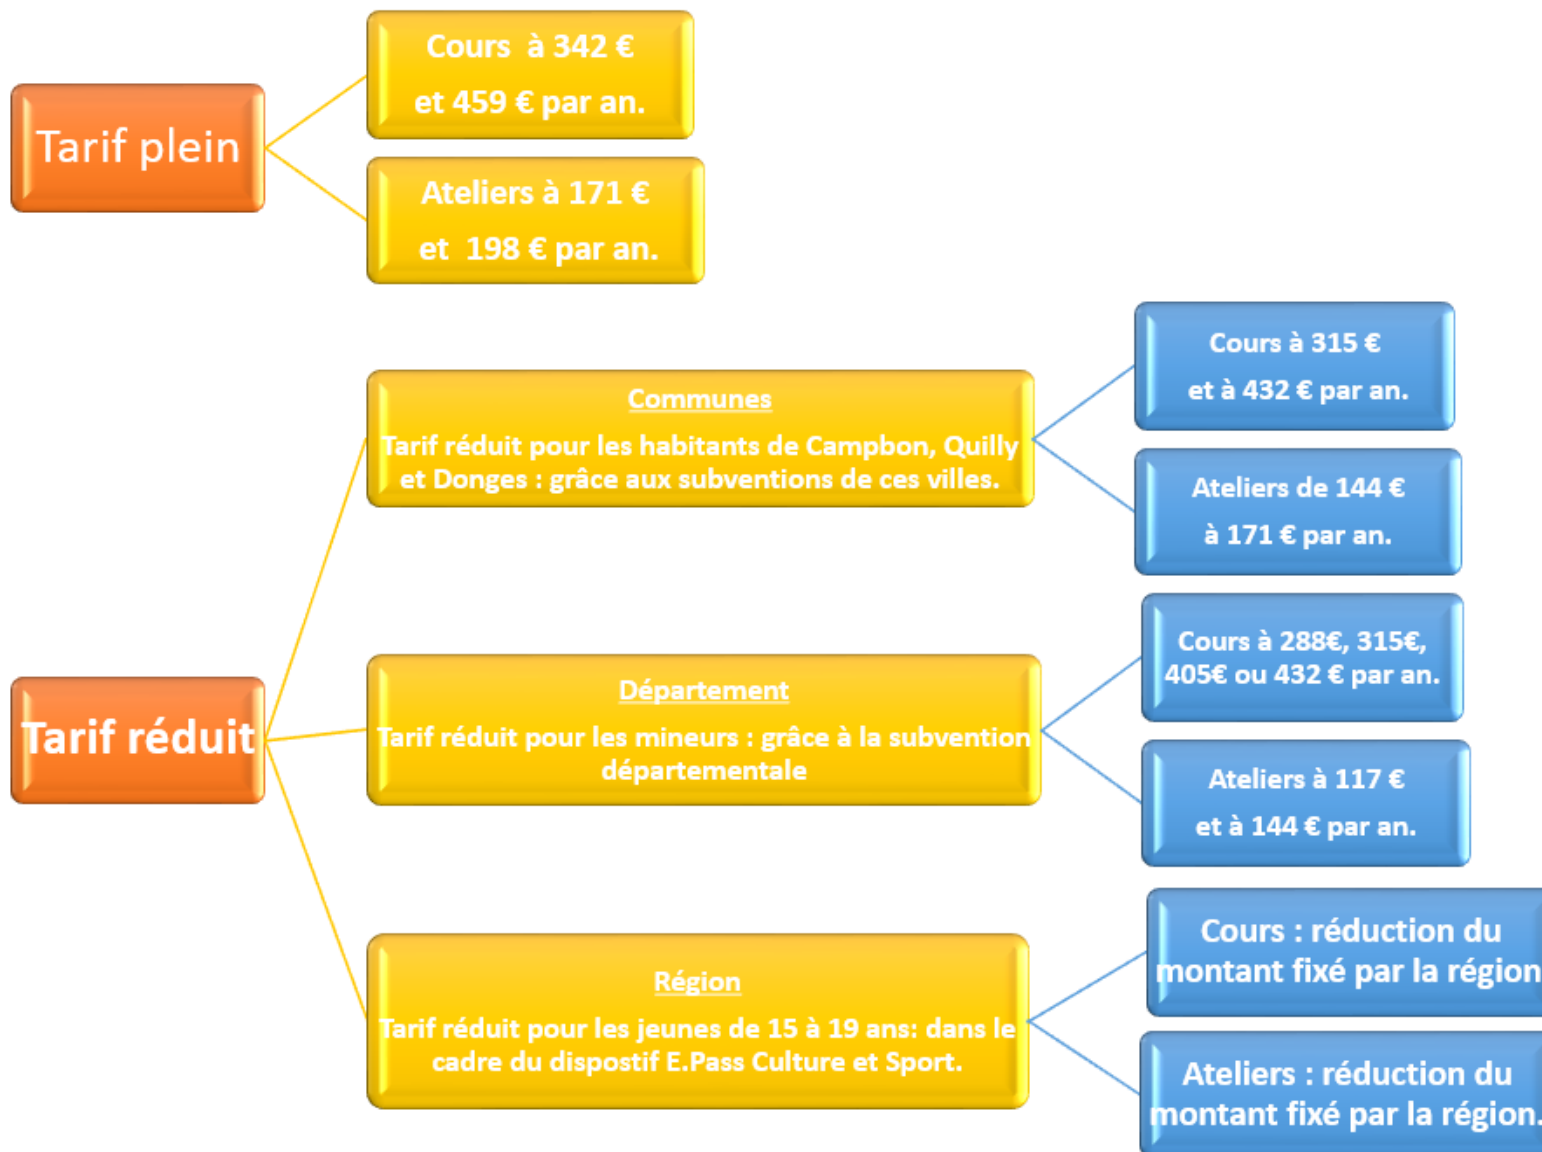 Tarif plein
Cours à 342 €
et 459 € par an.
Ateliers à 171 €
et 198 € par an.
Tarif réduit
Communes
Tarif réduit pour les habitants de Campbon, Quilly
et Donges : grâce aux subventions de ces villes.
Cours à 315 €
et à 432 € par an.
Ateliers de 144 €
à 171 € par an.
Département
Tarif réduit pour les mineurs : grâce à la subvention
départementale
Cours à 288€, 315€,
405€ ou 432 € par an.
Ateliers à 117 €
et à 144 € par an.
Région
Tarif réduit pour les jeunes de 15 à 19 ans: dans le
cadre du dispostif E.Pass Culture et Sport.
Cours : réduction du
montant fixé par la région
Ateliers : réduction du
montant fixé par la région.